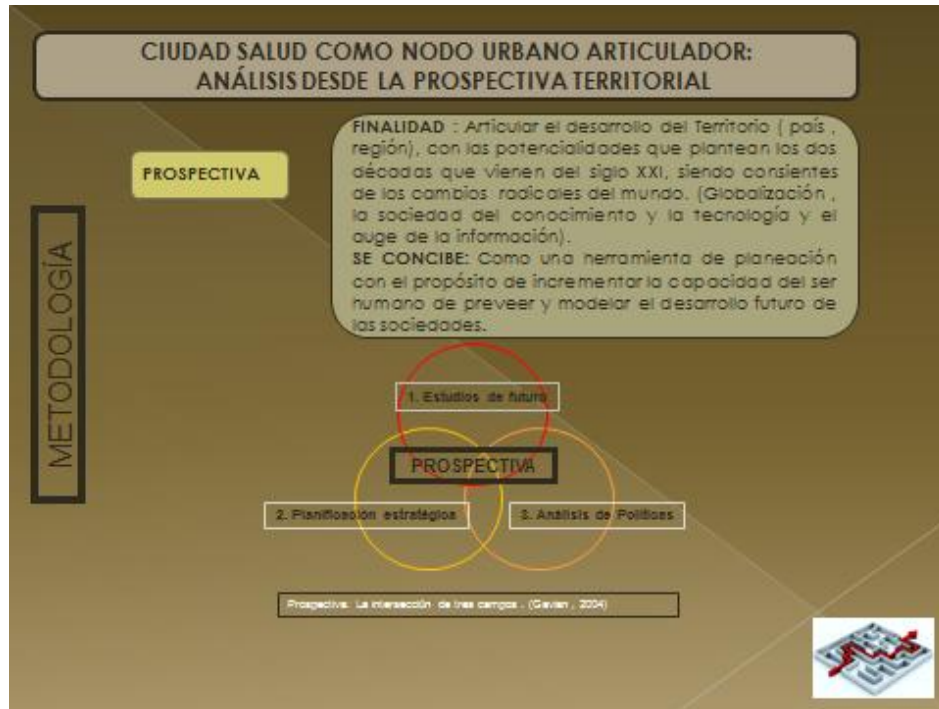 CIUDAD SALUD COMO NODO URBANO ARTICULADOR:
ANÁLISIS DESDE LA PROSPECTIVA TERRITORIAL
PROSPECTIVA
FINALIDAD : Articular el desarrollo del Territorio ( país ,
región), con las potencialidades que plantean los dos
décadas que vienen del siglo XXI, siendo consientes
de los cambios radicales del mundo. (Globalización ,
la sociedad del conocimiento y la tecnología y el
auge de la información).
SE CONCIBE: Como una herramienta de planeación
con el propósito de incrementar la capacidad del ser
humano de preveer y modelar el desarrollo futuro de
las sociedades.
METODOLOGÍA
1. Estudios de futuro
PROSPECTIVA
2. Planificación estratégica
3. Análisis de Políticas
Prospectiva. La intersección de tres campos . (Gavian , 2004)